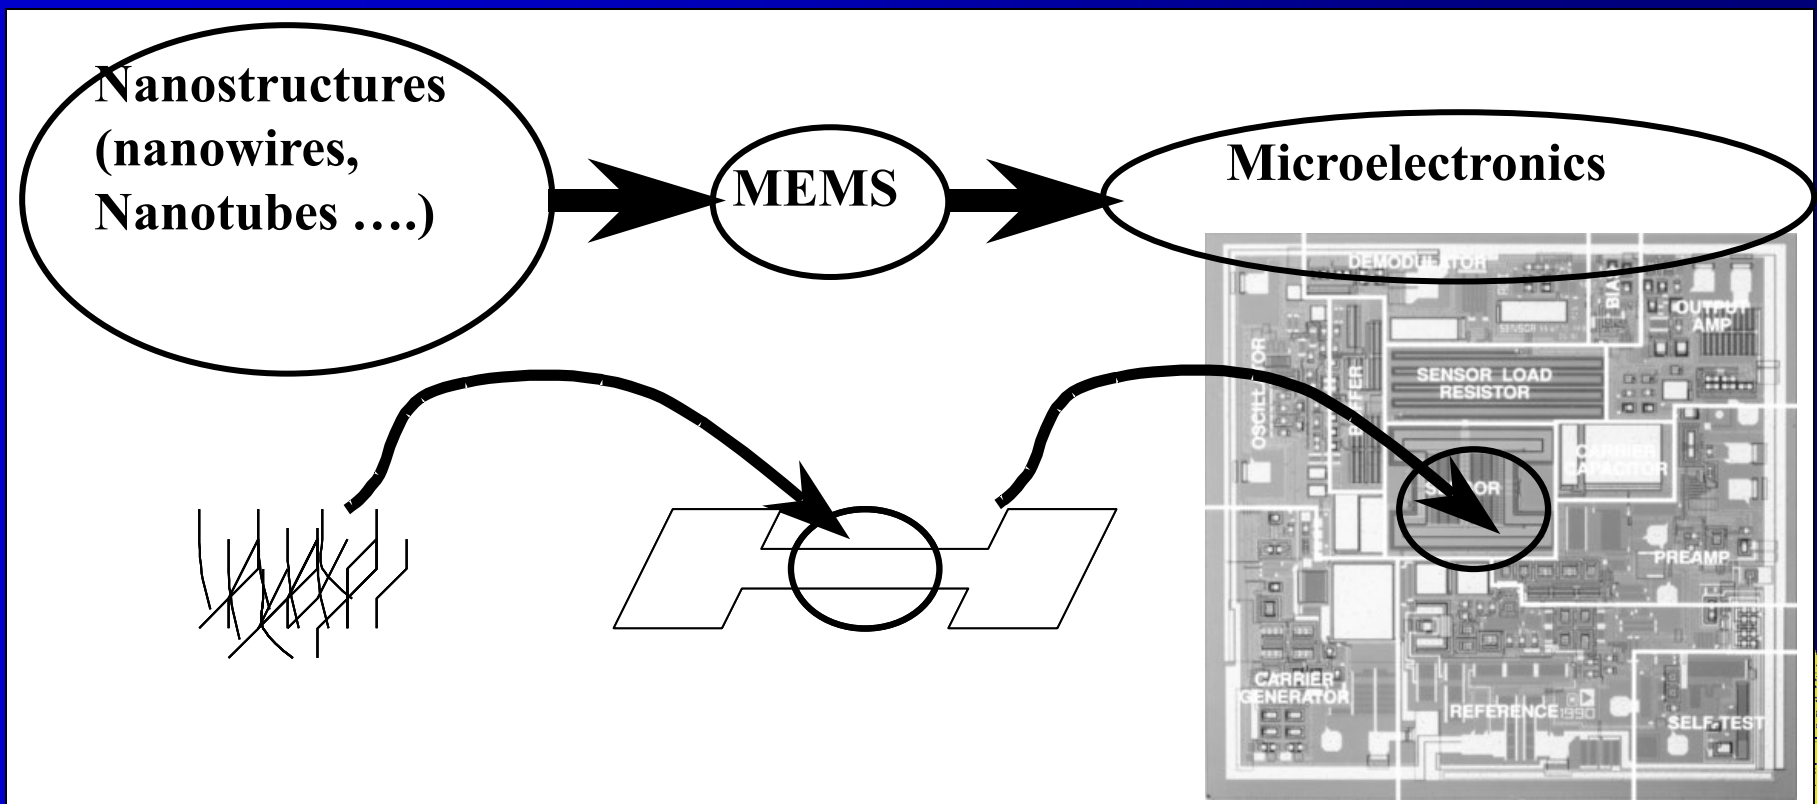 Nanostructures
(nanowires,
Nanotubes ….)
MEMS
Microelectronics
DEMODULATOR
BIAS
OUTPUT
AMP
OSCILLATOR
BUFFER
SENSOR LOAD
RESISTOR
CARRIER
CAPACITOR
SENSOR
PREAMP
CARRIER
GENERATOR
REFERENCE
1990
SELF-TEST